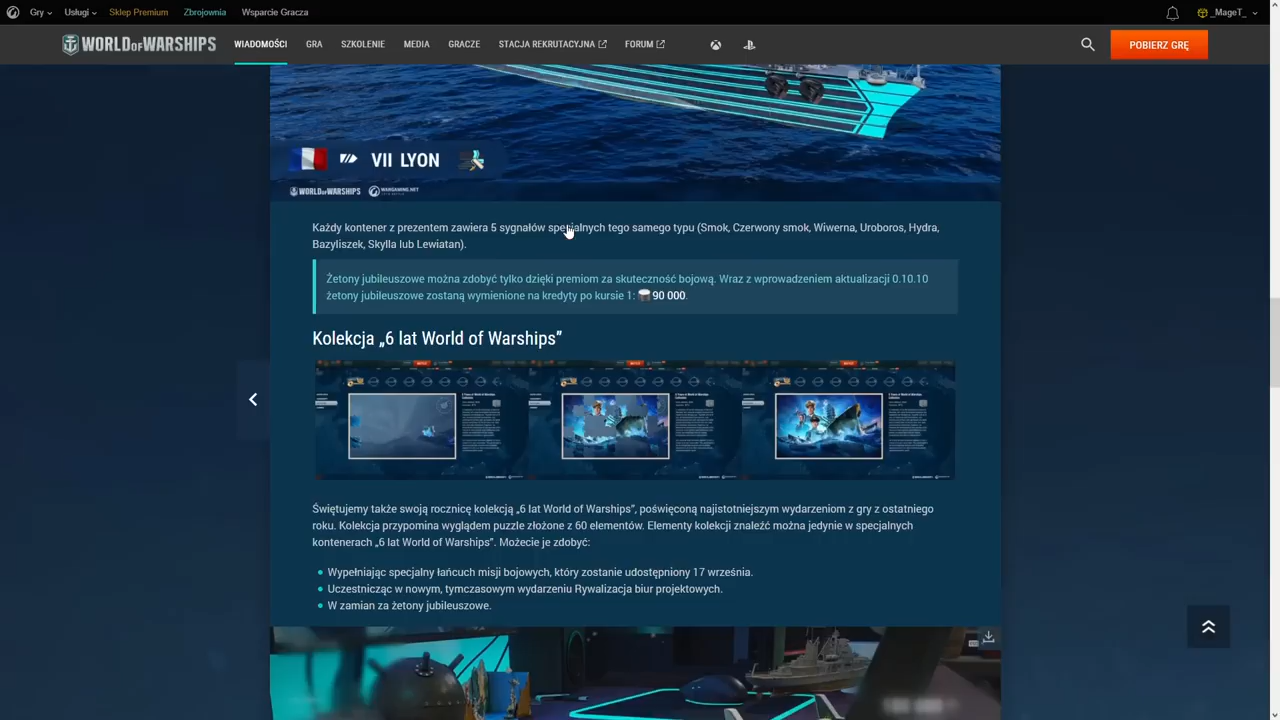 Gry
Usługi
Sklep Premium
Zbrojownia
Wsparcie Gracza
_MageT_
WORLD OF WARSHIPS
WIADOMOŚCI
GRA
SZKOLENIE
MEDIA
GRACZE
STACJA REKRUTACYJNA
FORUM
POBIERZ GRĘ
VII LYON
WORLD OF WARSHIPS
WARGAMING.NET
Każdy kontener z prezentem zawiera 5 sygnałów specjalnych tego samego typu (Smok, Czerwony smok, Wiwerna, Uroboros, Hydra,
Bazyliszek, Skylla lub Lewiatan).
Żetony jubileuszowe można zdobyć tylko dzięki premiom za skuteczność bojową. Wraz z wprowadzeniem aktualizacji 0.10.10
żetony jubileuszowe zostaną wymienione na kredyty po kursie 1: 90 000.
Kolekcja „6 lat World of Warships”
Świętujemy także swoją rocznicę kolekcją „6 lat World of Warships”, poświęconą najistotniejszym wydarzeniom z gry z ostatniego
roku. Kolekcja przypomina wyglądem puzzle złożone z 60 elementów. Elementy kolekcji znaleźć można jedynie w specjalnych
kontenerach „6 lat World of Warships”. Możecie je zdobyć:
Wypełniając specjalny łańcuch misji bojowych, który zostanie udostępniony 17 września.
Uczestnicząc w nowym, tymczasowym wydarzeniu Rywalizacja biur projektowych.
W zamian za żetony jubileuszowe.